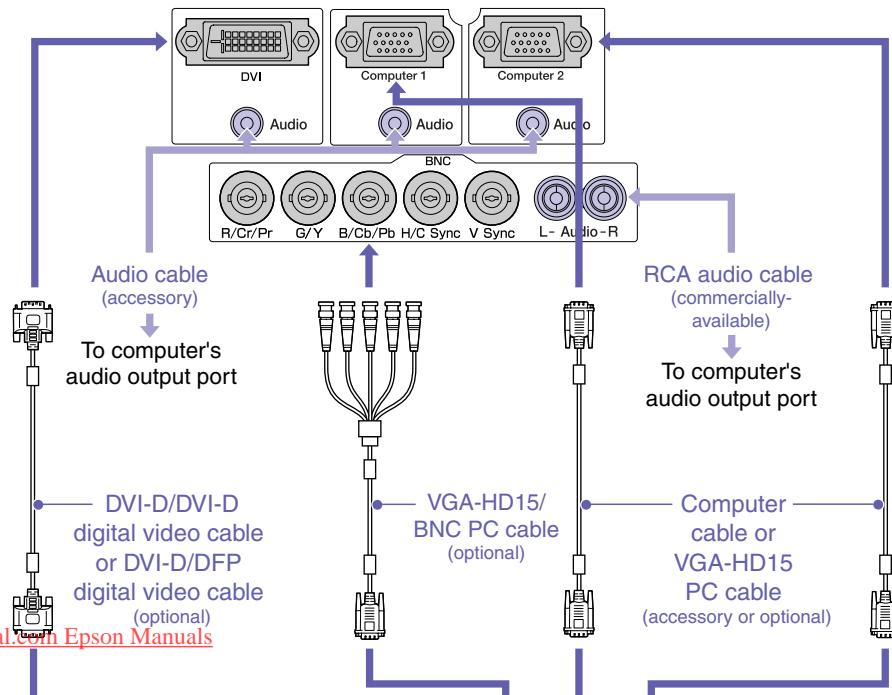 DVI
Computer 1
Computer 2
Audio
Audio
Audio
BNC
R/Cr/Pr
G/Y
B/Cb/Pb
H/C Sync
V Sync
L- Audio -R
Audio cable
(accessory)
To computer's
audio output port
RCA audio cable
(commercially-
available)
To computer's
audio output port
DVI-D/DVI-D
digital video cable
or DVI-D/DFP
digital video cable
(optional)
VGA-HD15/
BNC PC cable
(optional)
Computer
cable or
VGA-HD15
PC cable
(accessory or optional)
al.com Epson Manuals